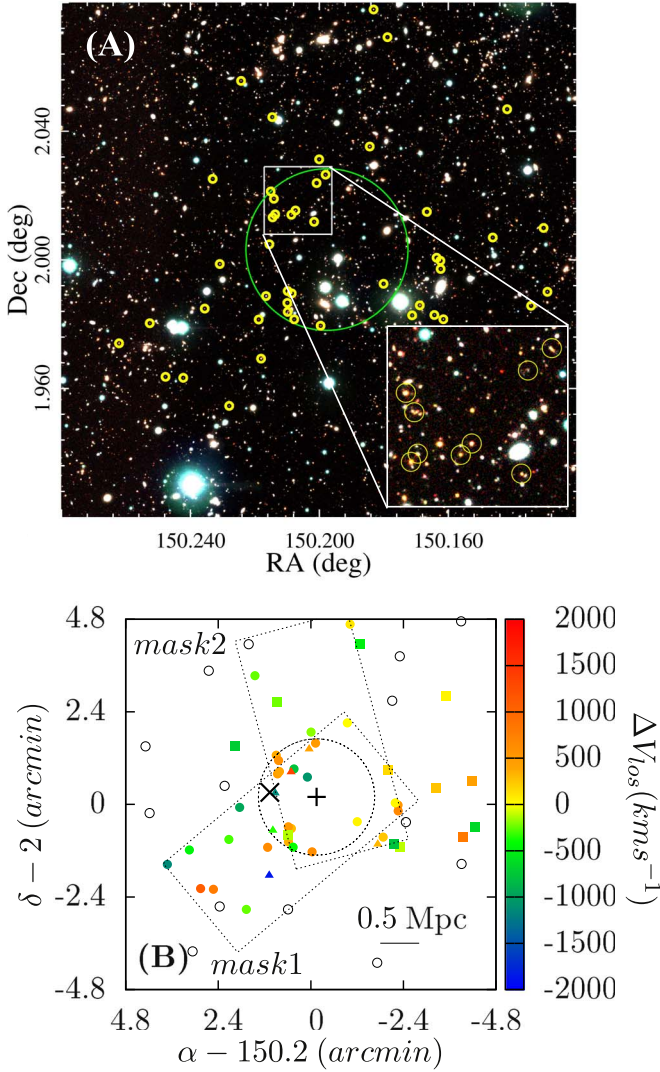 (A)
2.040
2.000
1.960
Dec (deg)
150.240 150.200 150.160
RA (deg)
4.8
2.4
0
-2.4
-4.8
δ − 2 (arcmin)
mask2
0.5 Mpc
(B)
mask1
4.8 2.4 0 -2.4 -4.8
α − 150.2 (arcmin)
2000
1500
1000
500
0
-500
-1000
-1500
-2000
ΔV_los(kms⁻¹)